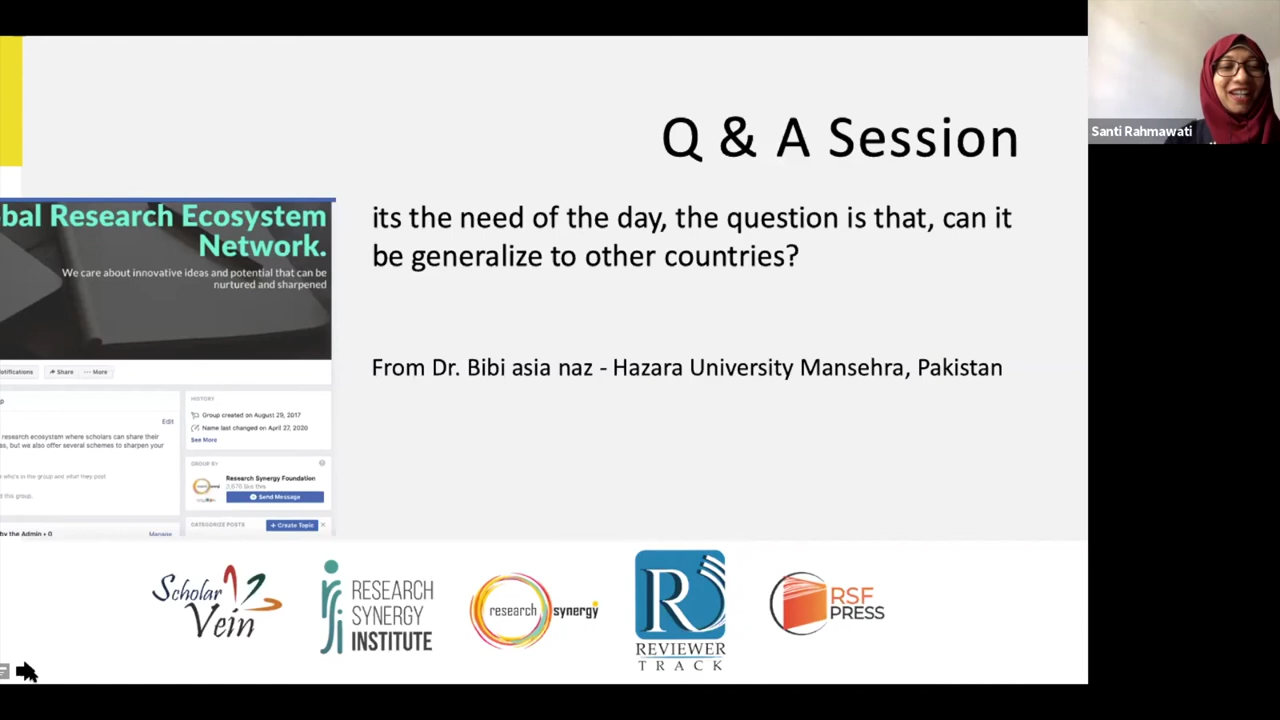 Santi Rahmawati
Q & A Session
its the need of the day, the question is that, can it
be generalize to other countries?
From Dr. Bibi asia naz - Hazara University Mansehra, Pakistan
bal Research Ecosystem
Network.
We care about innovative ideas and potential that can be
nurtured and sharpened
otifications
Share
More
Edit
research ecosystem where scholars can share their
as, but we also offer several schemes to sharpen your
who's in the group and what they post.
d this group.
by the Admin • 0
Manage
HISTORY
Group created on August 29, 2017
Name last changed on April 27, 2020
See More
GROUP BY
Research Synergy Foundation
like this
Send Message
CATEGORIZE POSTS
+ Create Topic
Scholar
Vein
RESEARCH
SYNERGY
INSTITUTE
research synergy
R
REVIEWER
TRACK
RSF
PRESS